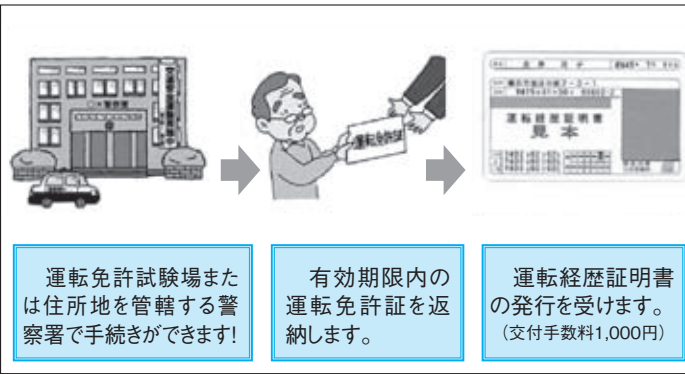 警察署
運転免許証
運転経歴証明書
見本
運転免許試験場また
は住所地を管轄する警
察署で手続きができます!
有効期限内の
運転免許証を返
納します。
運転経歴証明書
の発行を受けます。
(交付手数料1,000円)